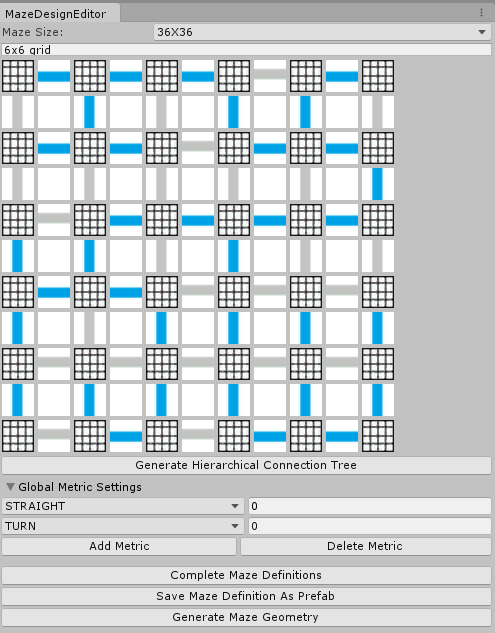 MazeDesignEditor
Maze Size: 36X36
6x6 grid
Generate Hierarchical Connection Tree
Global Metric Settings
STRAIGHT 0
TURN 0
Add Metric Delete Metric
Complete Maze Definitions
Save Maze Definition As Prefab
Generate Maze Geometry